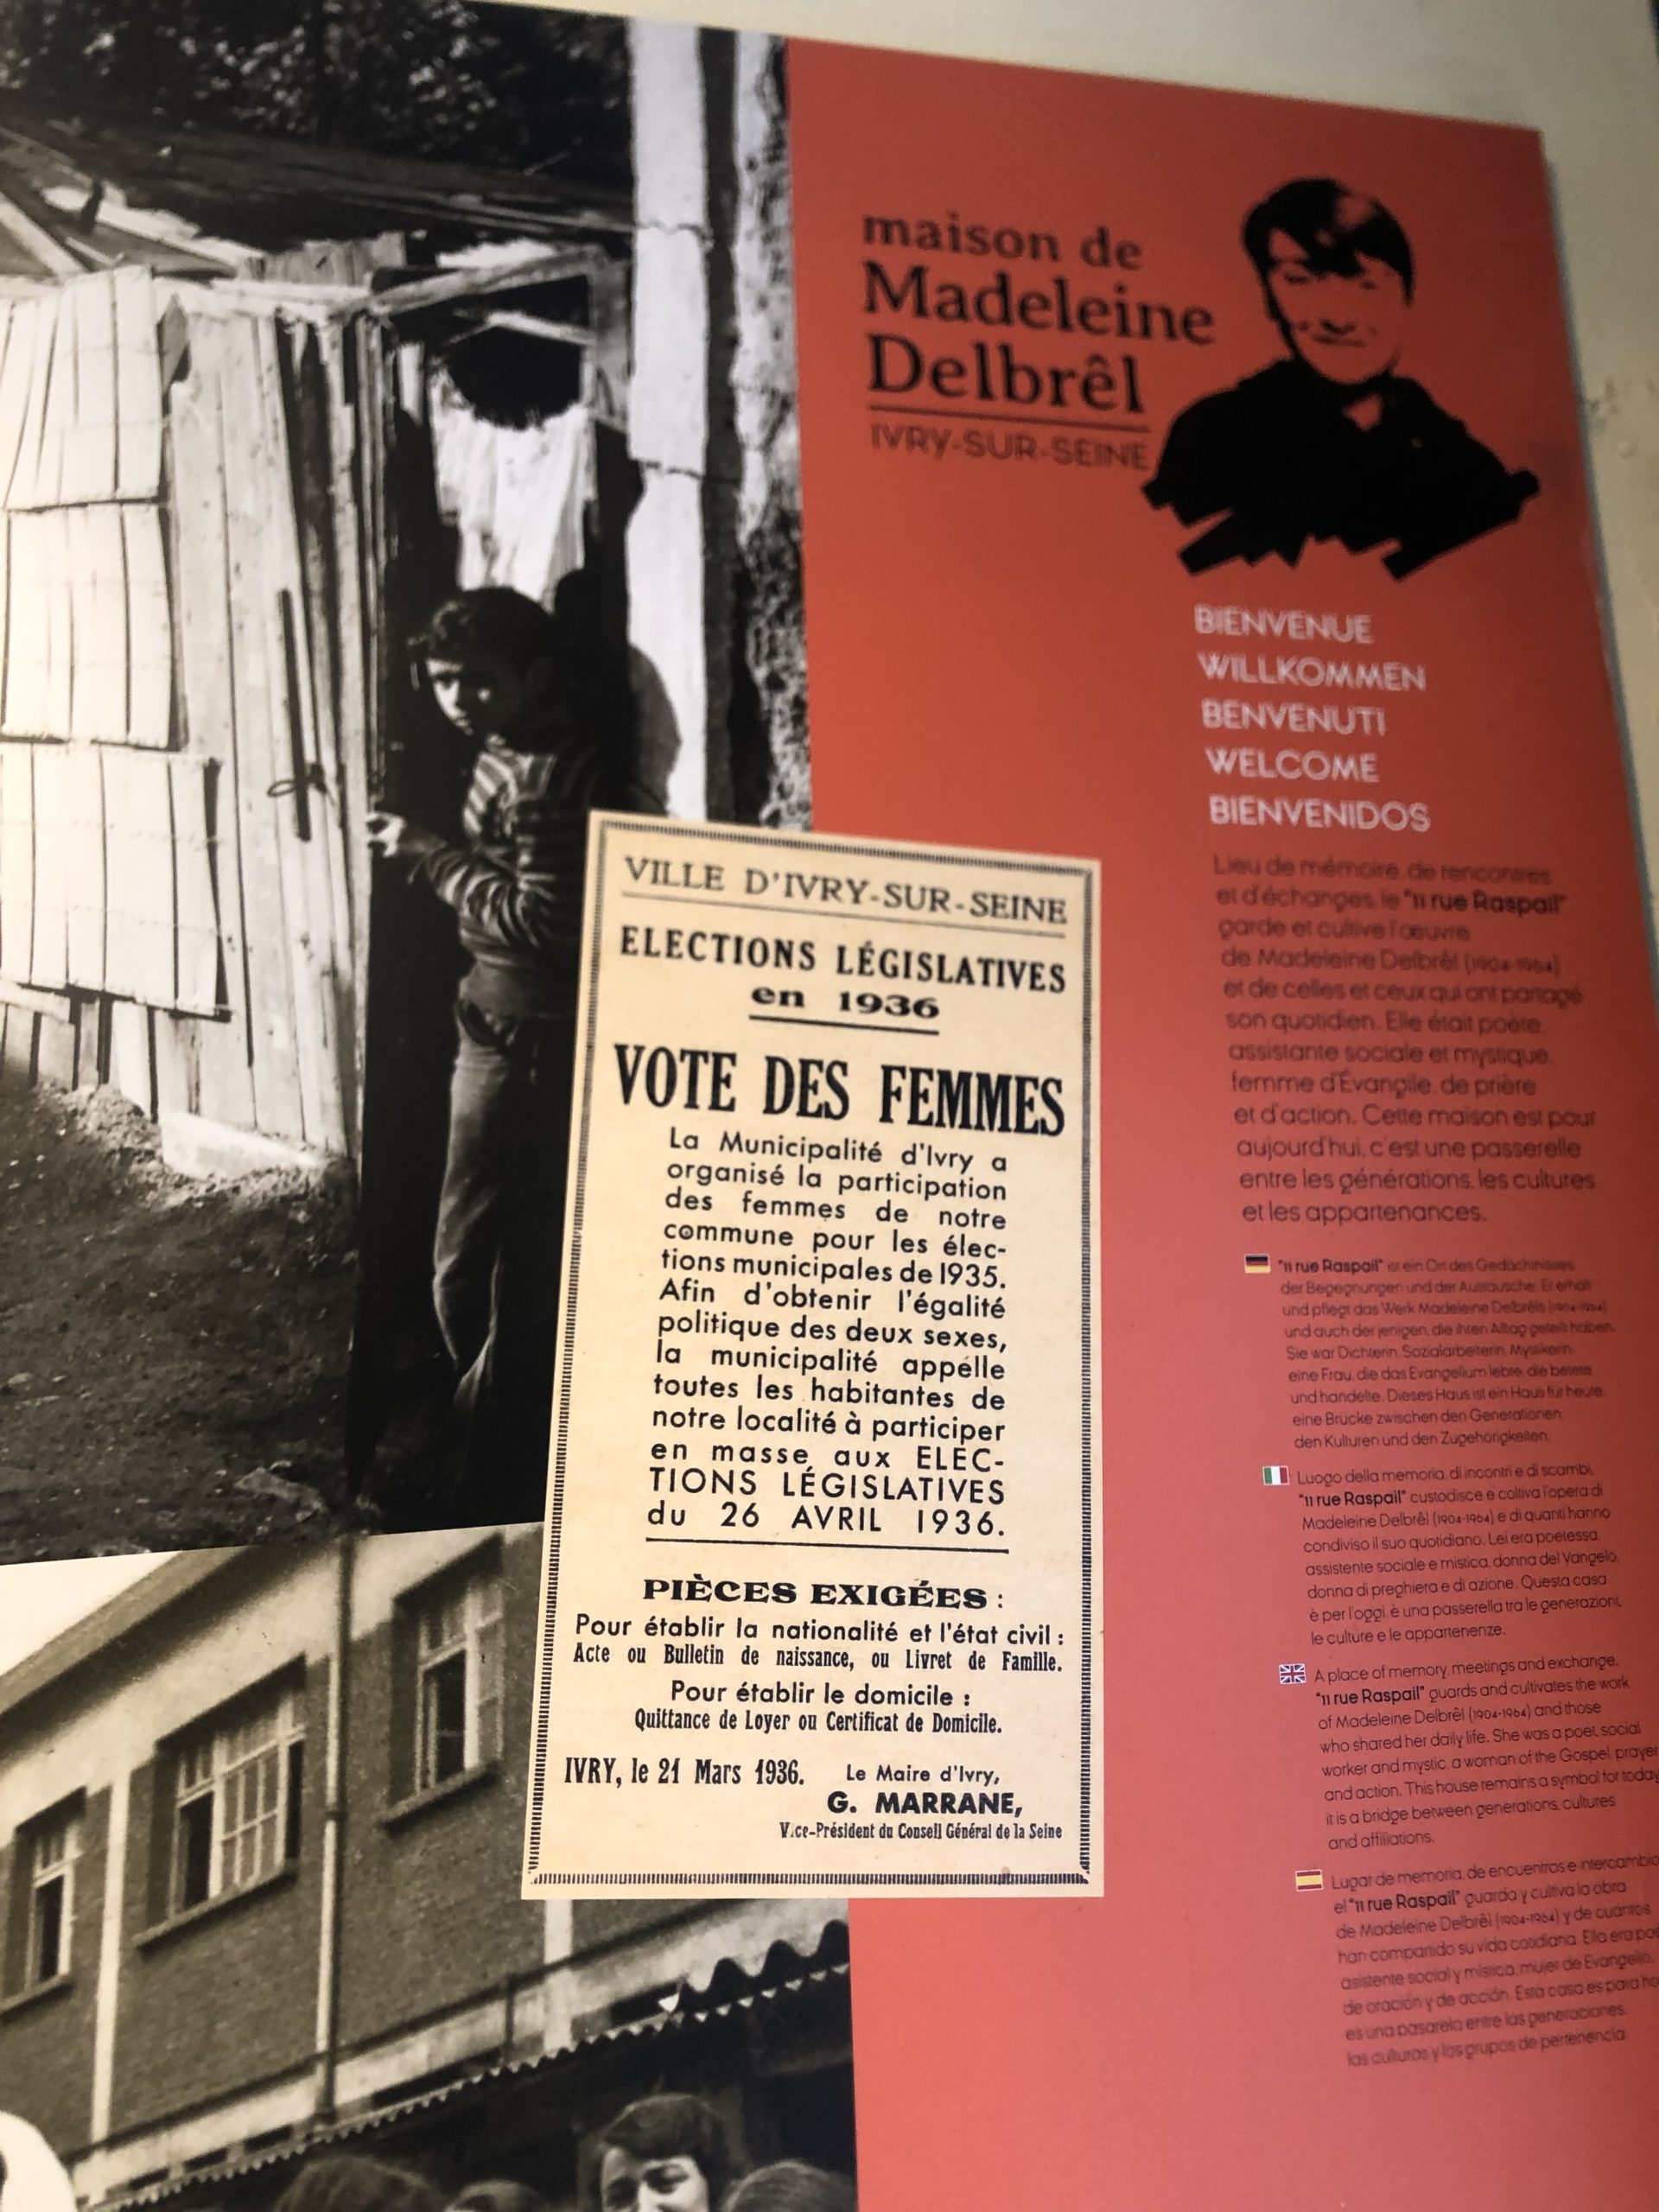 maison de
Madeleine
Delbrêl
IVRY-SUR-SEINE
BIENVENUE
WILLKOMMEN
BENVENUTI
WELCOME
BIENVENIDOS
Lieu de mémoire, de rencontres
et d'échanges, le "11 rue Raspail"
garde et cultive l'œuvre
de Madeleine Delbrêl (1904-1964)
et de celles et ceux qui ont partagé
son quotidien. Elle était poète,
assistante sociale et mystique,
femme d'Évangile, de prière
et d'action. Cette maison est pour
aujourd'hui, c'est une passerelle
entre les générations, les cultures
et les appartenances.
"11 rue Raspail" ist ein Ort des Gedächtnisses,
der Begegnungen und der Austausche. Er erhält
und pflegt das Werk Madeleine Delbrêls (1904-1964)
und auch der jenigen, die ihren Alltag geteilt haben.
Sie war Dichterin, Sozialarbeiterin, Mystikerin,
eine Frau, die das Evangelium lebte, die betete
und handelte. Dieses Haus ist ein Haus für heute,
eine Brücke zwischen den Generationen,
den Kulturen und den Zugehörigkeiten.
Luogo della memoria, di incontri e di scambi,
"11 rue Raspail" custodisce e coltiva l'opera di
Madeleine Delbrêl (1904-1964) e di quanti hanno
condiviso il suo quotidiano. Lei era poetessa,
assistente sociale e mistica, donna del Vangelo,
donna di preghiera e di azione. Questa casa
è per l'oggi, è una passerella tra le generazioni,
le culture e le appartenenze.
A place of memory, meetings and exchange,
"11 rue Raspail" guards and cultivates the work
of Madeleine Delbrêl (1904-1964) and those
who shared her daily life. She was a poet, social
worker and mystic, a woman of the Gospel, prayer
and action. This house remains a symbol for today,
it is a bridge between generations, cultures
and affiliations.
Lugar de memoria, de encuentros e intercambio
el "11 rue Raspail" guarda y cultiva la obra
de Madeleine Delbrêl (1904-1964) y de cuantos
han compartido su vida cotidiana. Ella era
asistente social y mística, mujer de Evangelio,
de oración y de acción. Esta casa es para
es una pasarela entre las generaciones,
las culturas y los grupos de pertenencia.
VILLE D'IVRY-SUR-SEINE
ELECTIONS LÉGISLATIVES
en 1936
VOTE DES FEMMES
La Municipalité d'Ivry a
organisé la participation
des femmes de notre
commune pour les élec-
tions municipales de 1935.
Afin d'obtenir l'égalité
politique des deux sexes,
la municipalité appelle
toutes les habitantes de
notre localité à participer
en masse aux ELEC-
TIONS LÉGISLATIVES
du 26 AVRIL 1936.
PIÈCES EXIGÉES :
Pour établir la nationalité et l'état civil :
Acte ou Bulletin de naissance, ou Livret de Famille.
Pour établir le domicile :
Quittance de Loyer ou Certificat de Domicile.
IVRY, le 21 Mars 1936.
Le Maire d'Ivry,
G. MARRANE,
Vice-Président du Conseil Général de la Seine